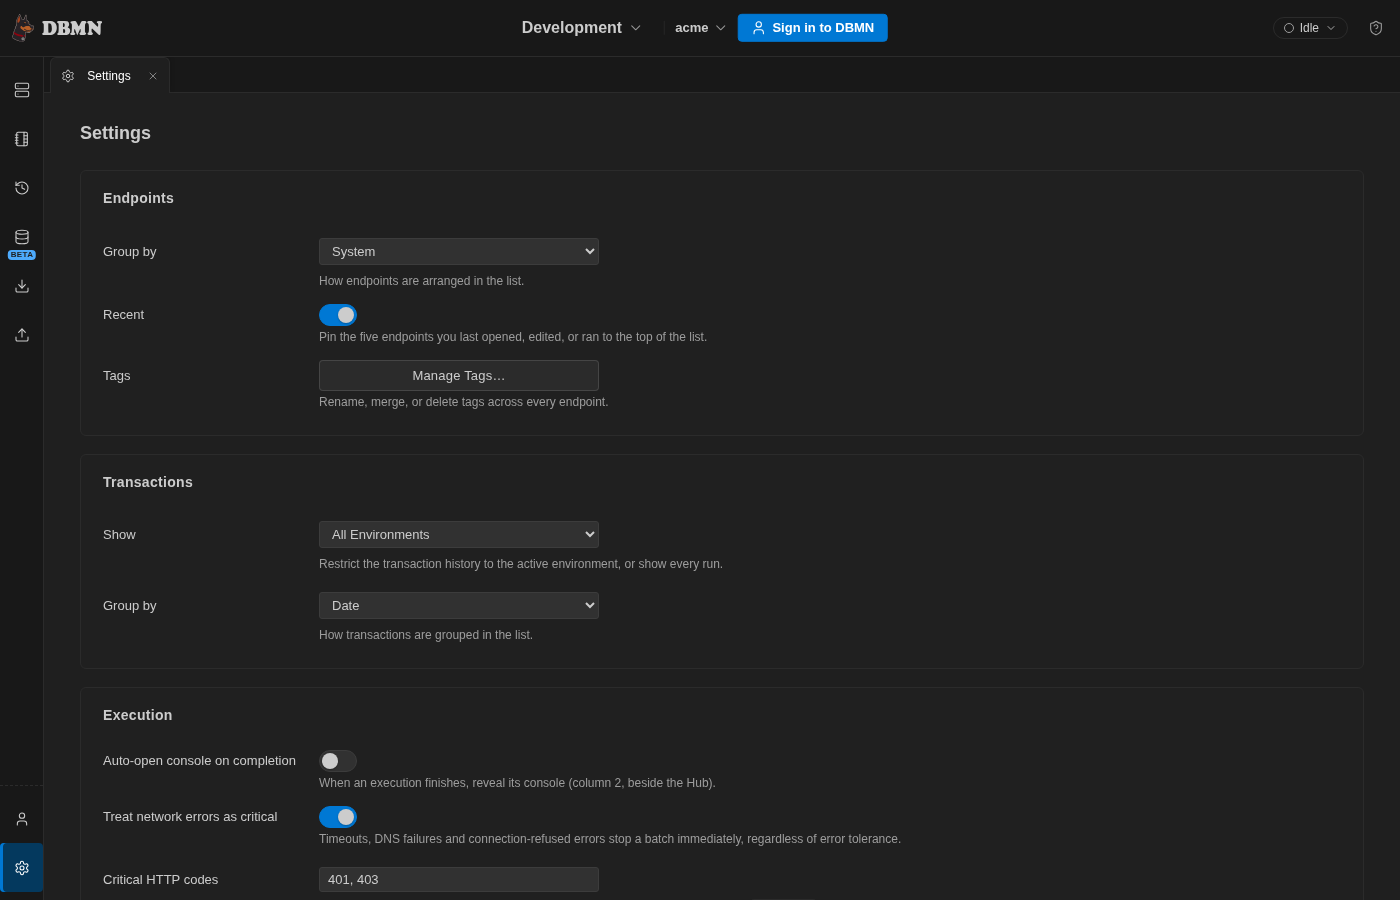 DBMN
Development
acme
Sign in to DBMN
Idle
Settings
BETA
Settings
Endpoints
Group by
System
How endpoints are arranged in the list.
Recent
Pin the five endpoints you last opened, edited, or ran to the top of the list.
Tags
Manage Tags…
Rename, merge, or delete tags across every endpoint.
Transactions
Show
All Environments
Restrict the transaction history to the active environment, or show every run.
Group by
Date
How transactions are grouped in the list.
Execution
Auto-open console on completion
When an execution finishes, reveal its console (column 2, beside the Hub).
Treat network errors as critical
Timeouts, DNS failures and connection-refused errors stop a batch immediately, regardless of error tolerance.
Critical HTTP codes
401, 403